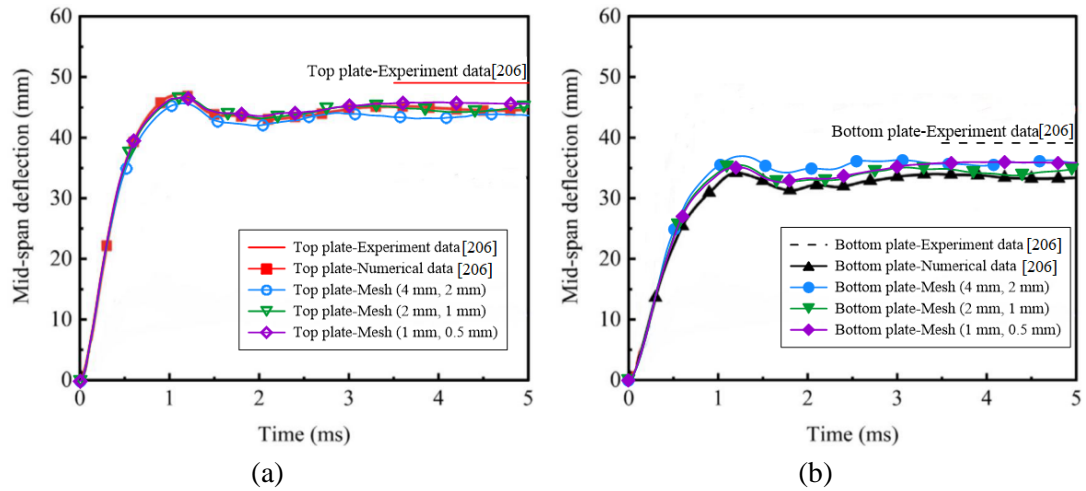 60
50
40
30
20
10
0
Mid-span deflection (mm)
Top plate-Experiment data[206]
Top plate-Experiment data [206]
Top plate-Numerical data [206]
Top plate-Mesh (4 mm, 2 mm)
Top plate-Mesh (2 mm, 1 mm)
Top plate-Mesh (1 mm, 0.5 mm)
0 1 2 3 4 5
Time (ms)
(a)
60
50
40
30
20
10
0
Mid-span deflection (mm)
Bottom plate-Experiment data[206]
Bottom plate-Experiment data [206]
Bottom plate-Numerical data [206]
Bottom plate-Mesh (4 mm, 2 mm)
Bottom plate-Mesh (2 mm, 1 mm)
Bottom plate-Mesh (1 mm, 0.5 mm)
0 1 2 3 4 5
Time (ms)
(b)